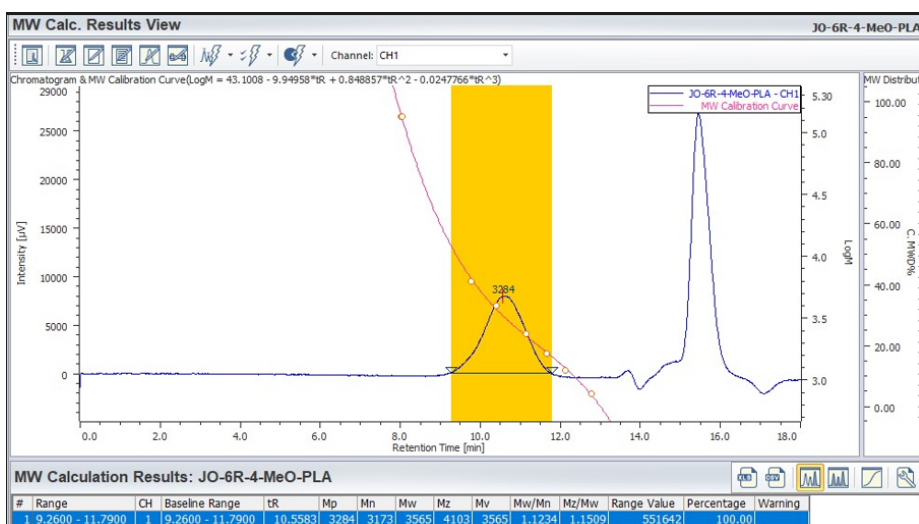 MW Calc. Results View JO-6R-4-MeO-PLA
Channel: CH1
Chromatogram & MW Calibration Curve(LogM = 43.1008 - 9.94958*tR + 0.848857*tR^2 - 0.0247766*tR^3) MW Distribut
JO-6R-4-MeO-PLA - CH1
MW Calibration Curve
29000
25000
20000
15000
10000
5000
0
Intensity [µV]
3284
5.30
5.0
4.5
4.0
3.5
3.0
LogM
100.00
80.00
60.00
40.00
20.00
0.00
C. MWD%
0.0 2.0 4.0 6.0 8.0 10.0 12.0 14.0 16.0 18.0
Retention Time [min]
MW Calculation Results: JO-6R-4-MeO-PLA
XLB CSV
# Range CH Baseline Range tR Mp Mn Mw Mz Mv Mw/Mn Mz/Mw Range Value Percentage Warning
1 9.2600 - 11.7900 1 9.2600 - 11.7900 10.5583 3284 3173 3565 4103 3565 1.1234 1.1509 551642 100.00